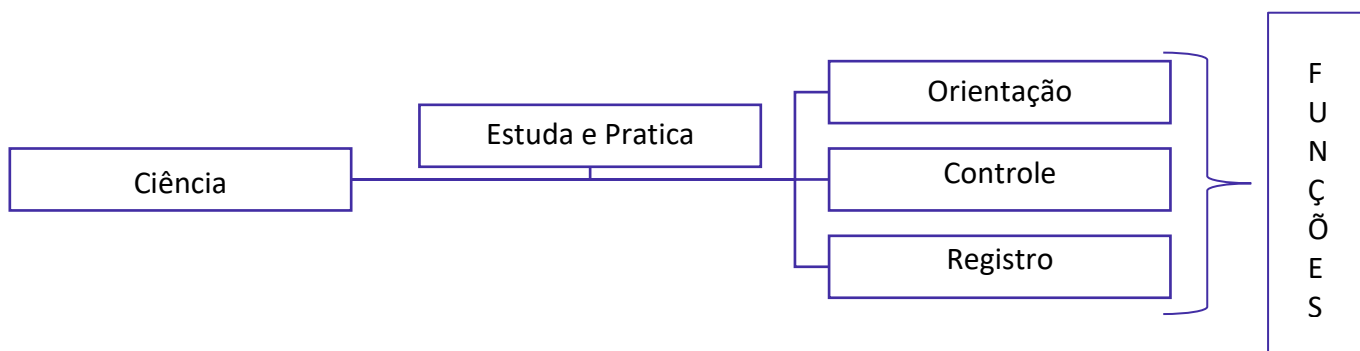 Ciência
Estuda e Pratica
Orientação
Controle
Registro
F
U
N
Ç
Õ
E
S